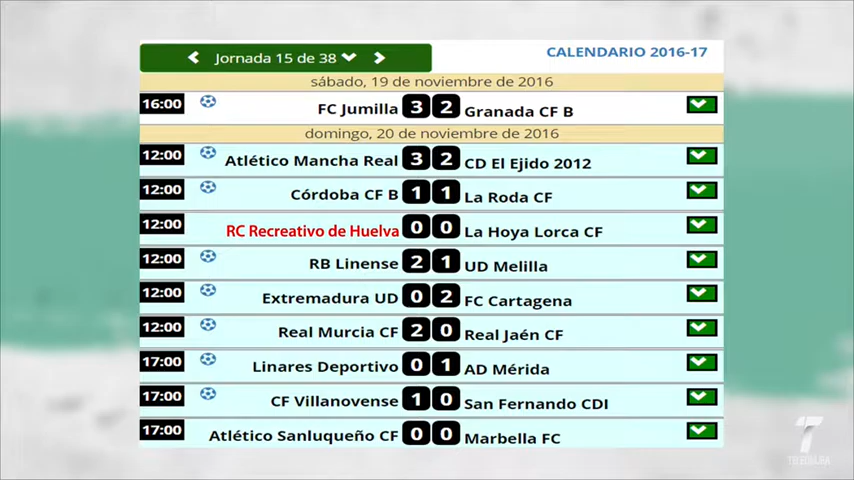 Jornada 15 de 38
CALENDARIO 2016-17
sábado, 19 de noviembre de 2016
16:00 FC Jumilla 3 2 Granada CF B
domingo, 20 de noviembre de 2016
12:00 Atlético Mancha Real 3 2 CD El Ejido 2012
12:00 Córdoba CF B 1 1 La Roda CF
12:00 RC Recreativo de Huelva 0 0 La Hoya Lorca CF
12:00 RB Linense 2 1 UD Melilla
12:00 Extremadura UD 0 2 FC Cartagena
12:00 Real Murcia CF 2 0 Real Jaén CF
17:00 Linares Deportivo 0 1 AD Mérida
17:00 CF Villanovense 1 0 San Fernando CDI
17:00 Atlético Sanluqueño CF 0 0 Marbella FC